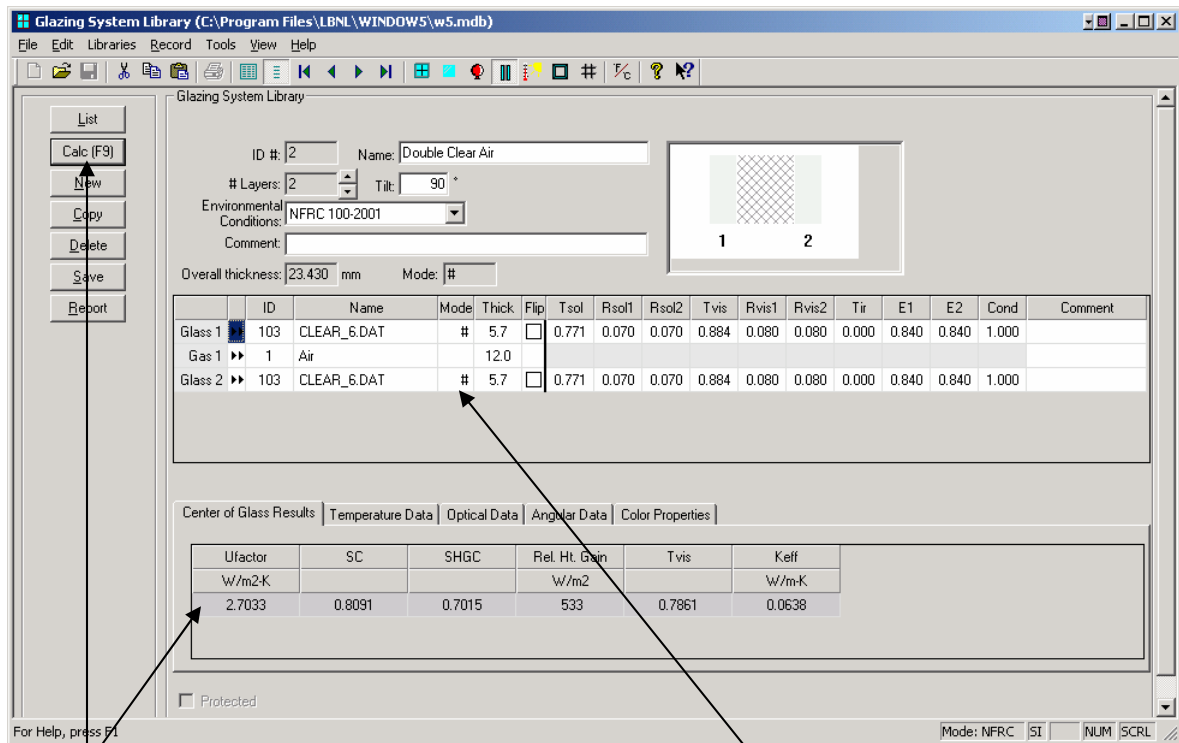 Glazing System Library (C:\Program Files\LBNL\WINDOW5\w5.mdb)
File Edit Libraries Record Tools View Help
Glazing System Library
List
Calc (F9)
New
Copy
Delete
Save
Report
ID #: 2 Name: Double Clear Air
# Layers: 2 Tilt: 90 °
Environmental Conditions: NFRC 100-2001
Comment:
Overall thickness: 23.430 mm Mode: #
1 2
ID Name Mode Thick Flip Tsol Rsol1 Rsol2 Tvis Rvis1 Rvis2 Tir E1 E2 Cond Comment
Glass 1 103 CLEAR_6.DAT # 5.7 0.771 0.070 0.070 0.884 0.080 0.080 0.000 0.840 0.840 1.000
Gas 1 1 Air 12.0
Glass 2 103 CLEAR_6.DAT # 5.7 0.771 0.070 0.070 0.884 0.080 0.080 0.000 0.840 0.840 1.000
Center of Glass Results Temperature Data Optical Data Angular Data Color Properties
Ufactor SC SHGC Rel. Ht. Gain Tvis Keff
W/m2-K W/m2 W/m-K
2.7033 0.8091 0.7015 533 0.7861 0.0638
Protected
For Help, press F1
Mode: NFRC SI NUM SCRL